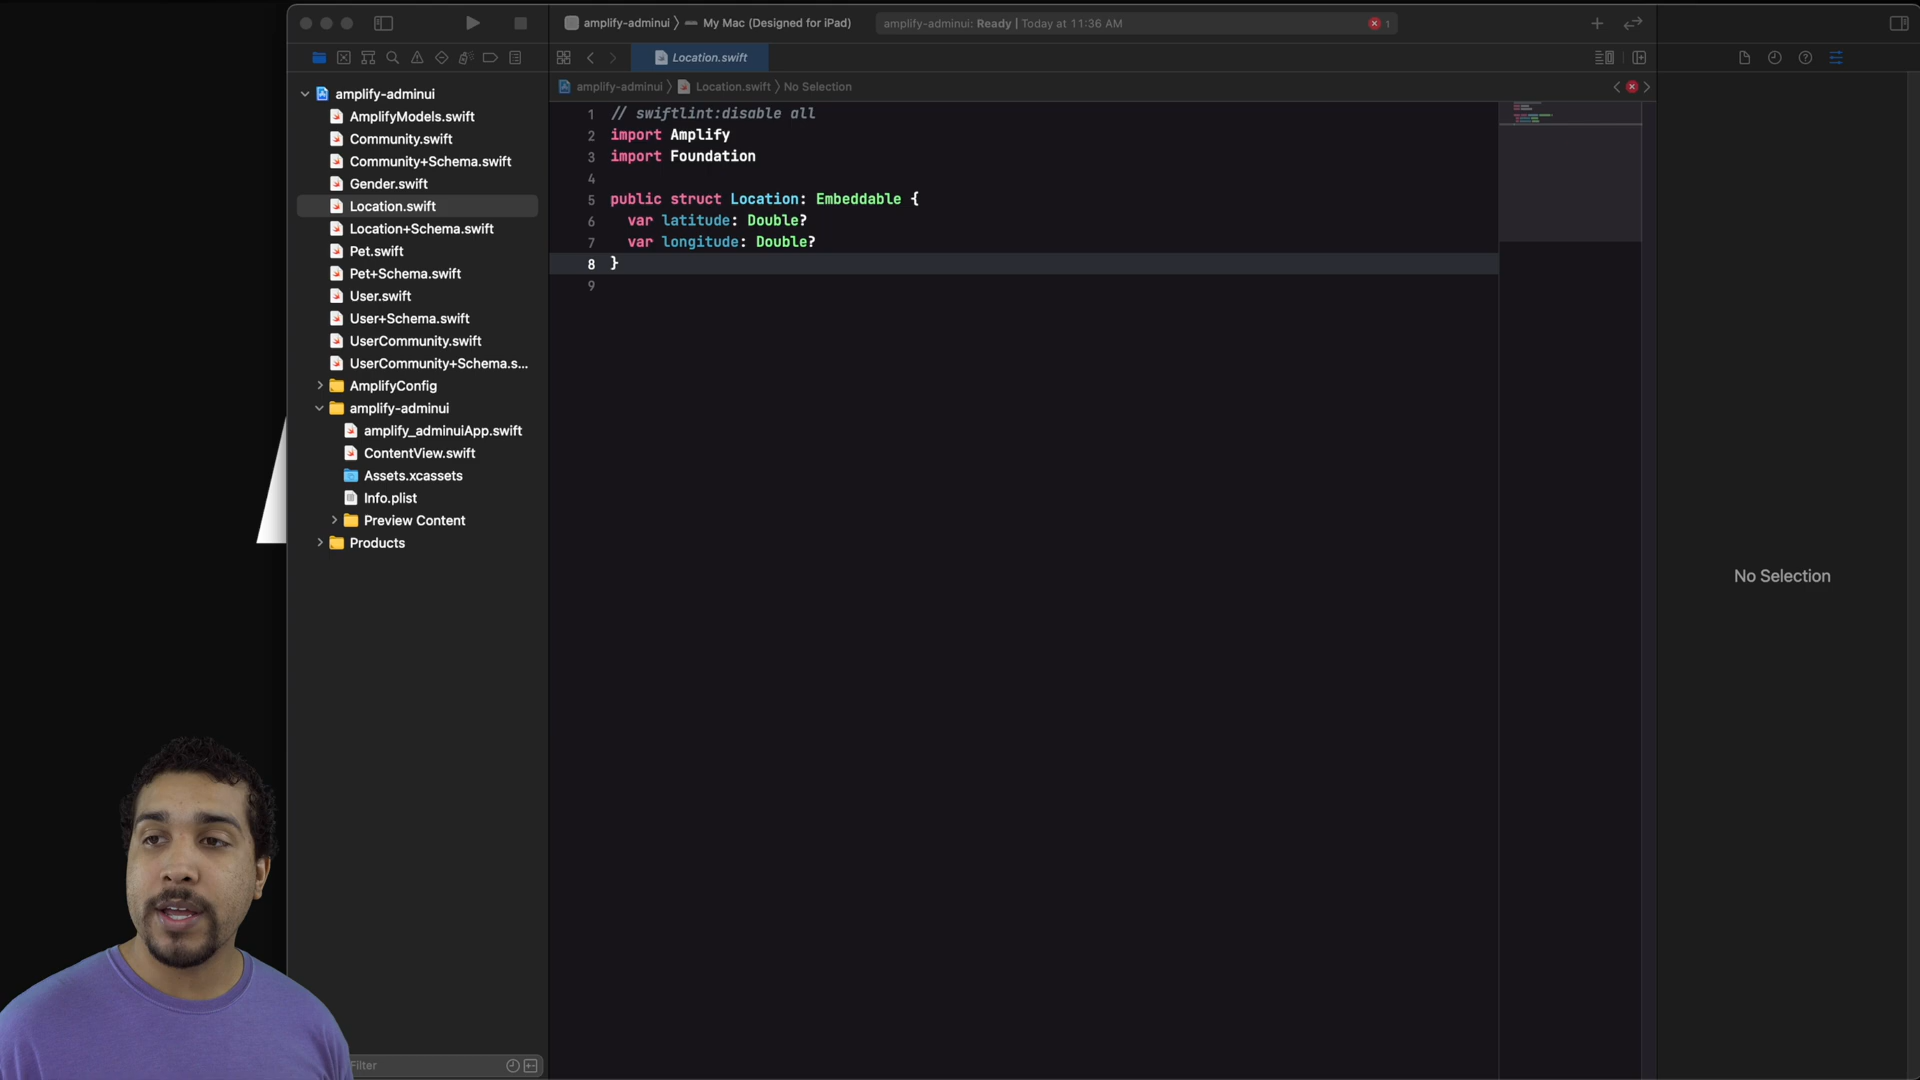 amplify-adminui
My Mac (Designed for iPad)
amplify-adminui: Ready | Today at 11:36 AM
1
Location.swift
amplify-adminui
Location.swift
No Selection
amplify-adminui
AmplifyModels.swift
Community.swift
Community+Schema.swift
Gender.swift
Location.swift
Location+Schema.swift
Pet.swift
Pet+Schema.swift
User.swift
User+Schema.swift
UserCommunity.swift
UserCommunity+Schema.s...
AmplifyConfig
amplify-adminui
amplify_adminuiApp.swift
ContentView.swift
Assets.xcassets
Info.plist
Preview Content
Products
1 // swiftlint:disable all
2 import Amplify
3 import Foundation
4
5 public struct Location: Embeddable {
6 var latitude: Double?
7 var longitude: Double?
8 }
9
No Selection
Filter